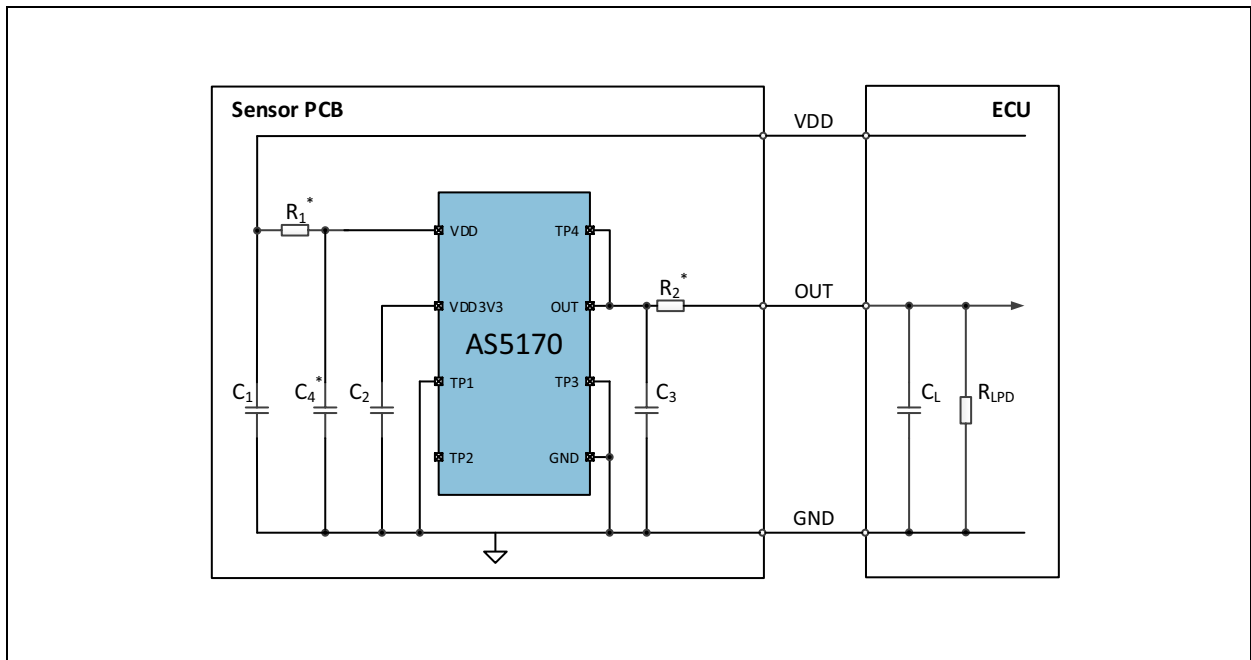 Sensor PCB
ECU
VDD
R1*
VDD
TP4
R2*
OUT
VDD3V3
OUT
AS5170
C1
C4*
C2
TP1
TP3
C3
CL
RLPD
TP2
GND
GND